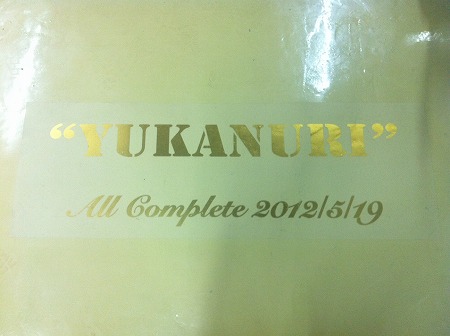 “YUKANURI”
All Complete 2012/5/19